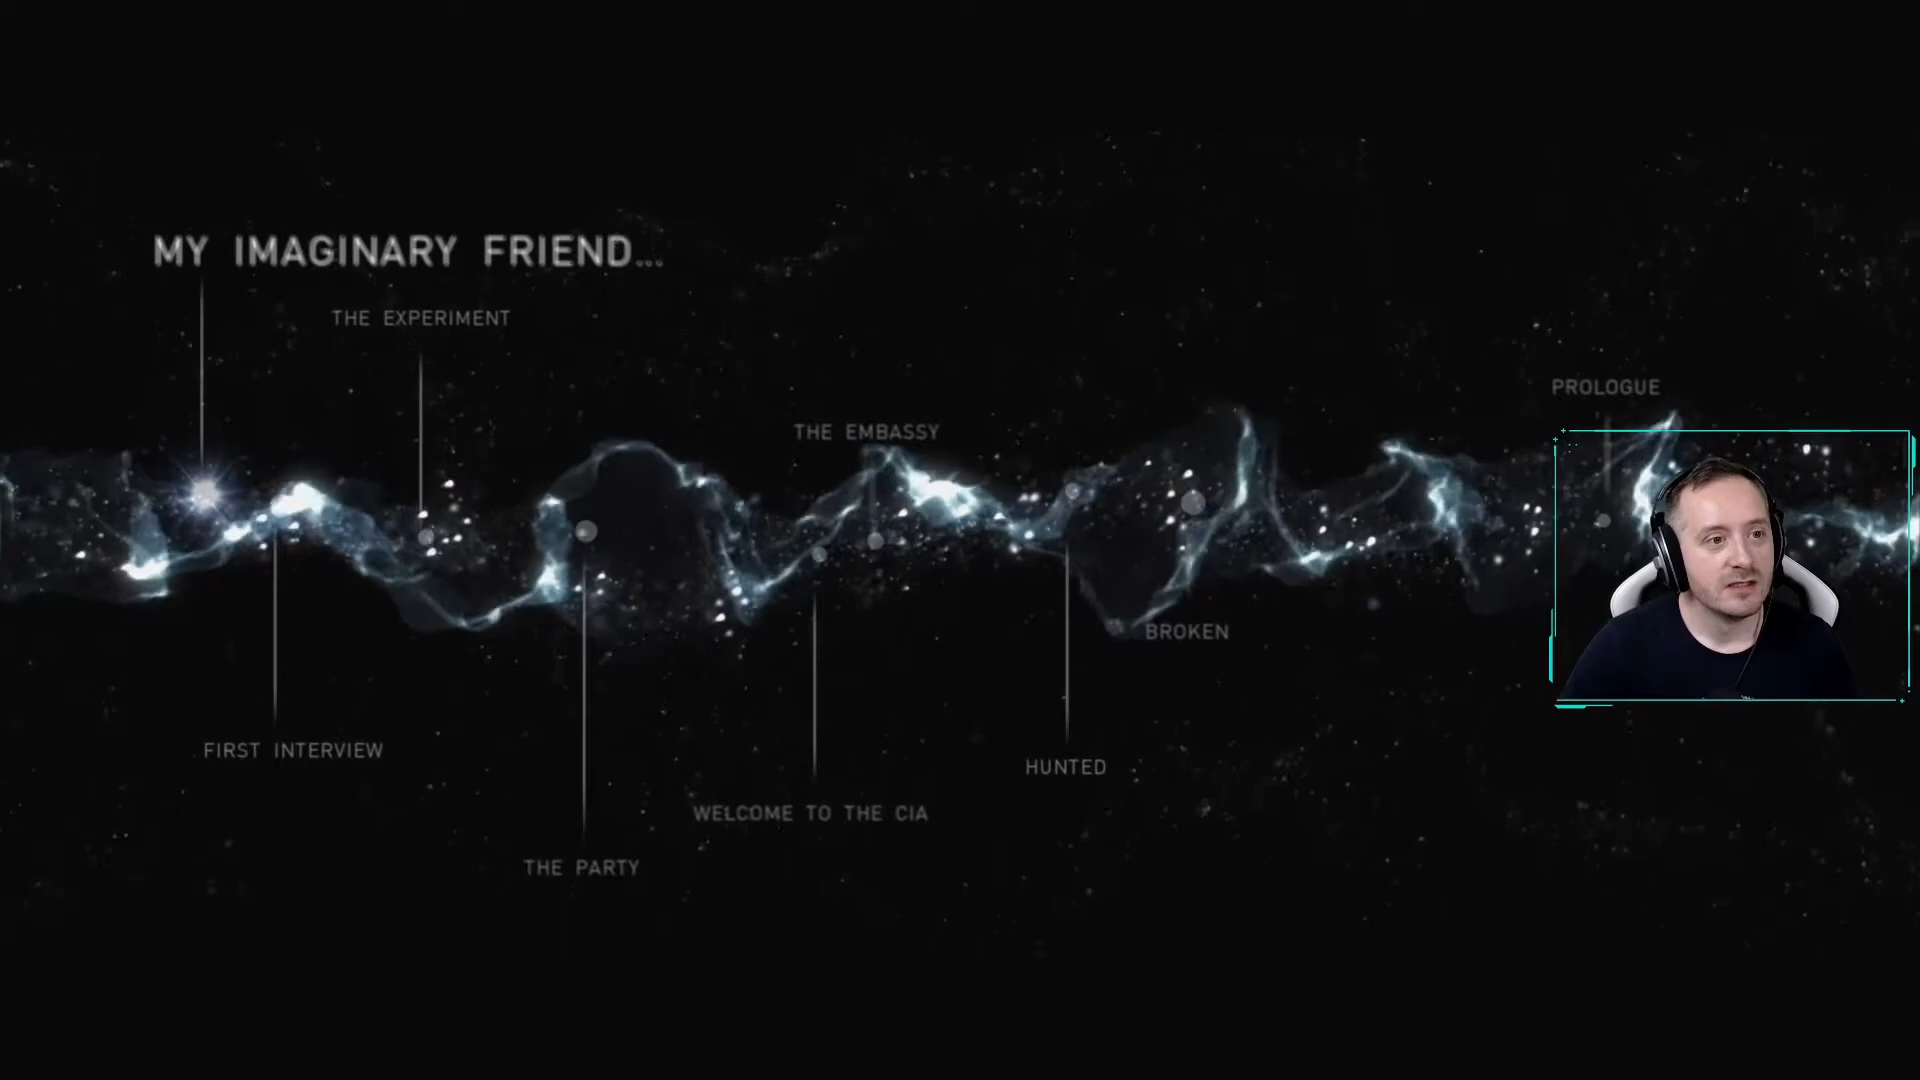 MY IMAGINARY FRIEND...
THE EXPERIMENT
PROLOGUE
THE EMBASSY
BROKEN
FIRST INTERVIEW
HUNTED
WELCOME TO THE CIA
THE PARTY